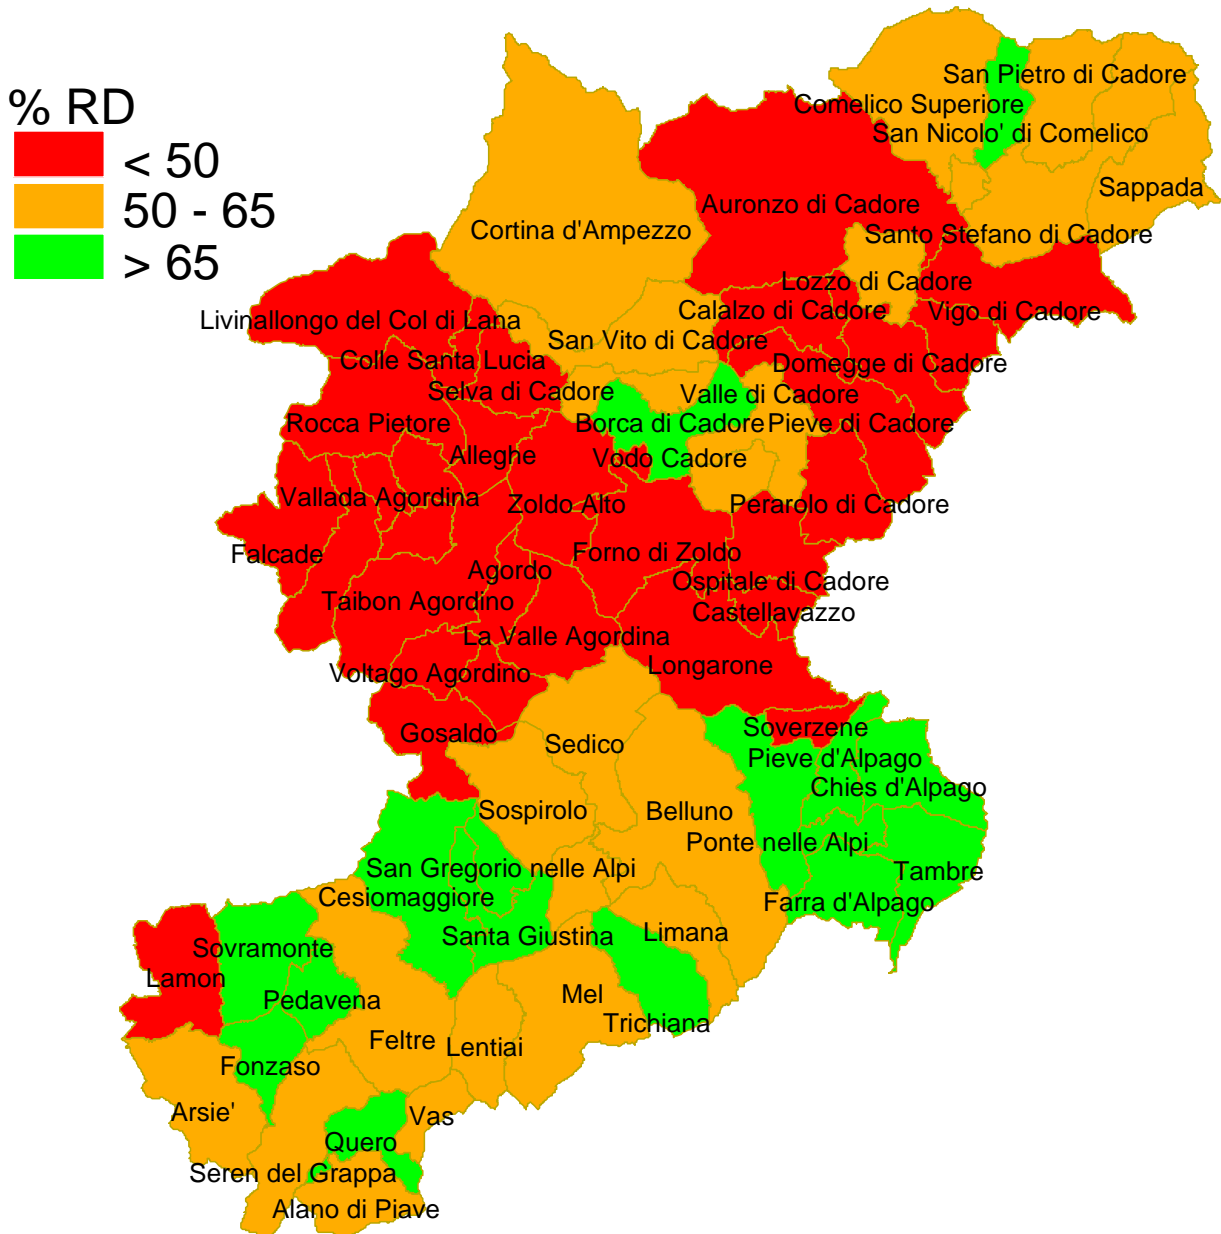 % RD
< 50
50 - 65
> 65
San Pietro di Cadore
Comelico Superiore
San Nicolo' di Comelico
Sappada
Auronzo di Cadore
Cortina d'Ampezzo
Santo Stefano di Cadore
Lozzo di Cadore
Calalzo di Cadore
Vigo di Cadore
Livinallongo del Col di Lana
San Vito di Cadore
Colle Santa Lucia
Domegge di Cadore
Selva di Cadore
Valle di Cadore
Rocca Pietore
Borca di Cadore
Pieve di Cadore
Alleghe
Vodo Cadore
Vallada Agordina
Zoldo Alto
Perarolo di Cadore
Falcade
Forno di Zoldo
Agordo
Ospitale di Cadore
Taibon Agordino
Castellavazzo
La Valle Agordina
Longarone
Voltago Agordino
Gosaldo
Soverzene
Sedico
Pieve d'Alpago
Chies d'Alpago
Sospirolo
Belluno
Ponte nelle Alpi
San Gregorio nelle Alpi
Tambre
Cesiomaggiore
Farra d'Alpago
Santa Giustina
Limana
Sovramonte
Lamon
Pedavena
Mel
Trichiana
Feltre
Lentiai
Fonzaso
Arsie'
Vas
Quero
Seren del Grappa
Alano di Piave